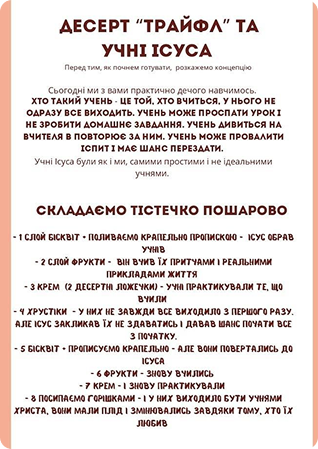 ДЕСЕРТ “ТРАЙФЛ” ТА
УЧНІ ІСУСА
Перед тим, як почнем готувати, розкажемо концепцію
Сьогодні ми з вами практично дечого навчимось.
ХТО ТАКИЙ УЧЕНЬ - ЦЕ ТОЙ, ХТО ВЧИТЬСЯ, У НЬОГО НЕ
ОДРАЗУ ВСЕ ВИХОДИТЬ. УЧЕНЬ МОЖЕ ПРОСПАТИ УРОК І
НЕ ЗРОБИТИ ДОМАШНЄ ЗАВДАННЯ. УЧЕНЬ ДИВИТЬСЯ НА
ВЧИТЕЛЯ В ПОВТОРЮЄ ЗА НИМ. УЧЕНЬ МОЖЕ ПРОВАЛИТИ
ІСПИТ І МАЄ ШАНС ПЕРЕЗДАТИ.
Учні Ісуса були як і ми, самими простими і не ідеальними
учнями.
СКЛАДАЄМО ТІСТЕЧКО ПОШАРОВО
- 1 СЛОЙ БІСКВІТ + ПОЛИВАЄМО КРАПЕЛЬНО ПРОПИСКОЮ - ІСУС ОБРАВ
УЧНІВ
- 2 СЛОЙ ФРУКТИ - ВІН ВЧИВ ЇХ ПРИТЧАМИ І РЕАЛЬНИМИ
ПРИКЛАДАМИ ЖИТТЯ
- 3 КРЕМ (2 ДЕСЕРТНІ ЛОЖЕЧКИ) - УЧНІ ПРАКТИКУВАЛИ ТЕ, ЩО
ВЧИЛИ
- 4 ХРУСТІКИ - У НИХ НЕ ЗАВЖДИ ВСЕ ВИХОДИЛО З ПЕРШОГО РАЗУ.
АЛЕ ІСУС ЗАКЛИКАВ ЇХ НЕ ЗДАВАТИСЬ І ДАВАВ ШАНС ПОЧАТИ ВСЕ
З ПОЧАТКУ.
- 5 БІСКВІТ + ПРОПИСУЄМО КРАПЕЛЬНО - АЛЕ ВОНИ ПОВЕРТАЛИСЬ ДО
ІСУСА
- 6 ФРУКТИ - ЗНОВУ ВЧИЛИСЬ
- 7 КРЕМ - І ЗНОВУ ПРАКТИКУВАЛИ
- 8 ПОСИПАЄМО ГОРІШКАМИ - І У НИХ ВИХОДИЛО БУТИ УЧНЯМИ
ХРИСТА, ВОНИ МАЛИ ПЛІД І ЗМІНЮВАЛИСЬ ЗАВДЯКИ ТОМУ, ХТО ЇХ
ЛЮБИВ